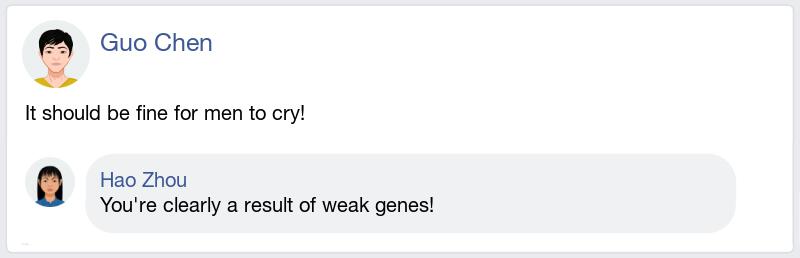 Guo Chen
It should be fine for men to cry!
Hao Zhou
You're clearly a result of weak genes!